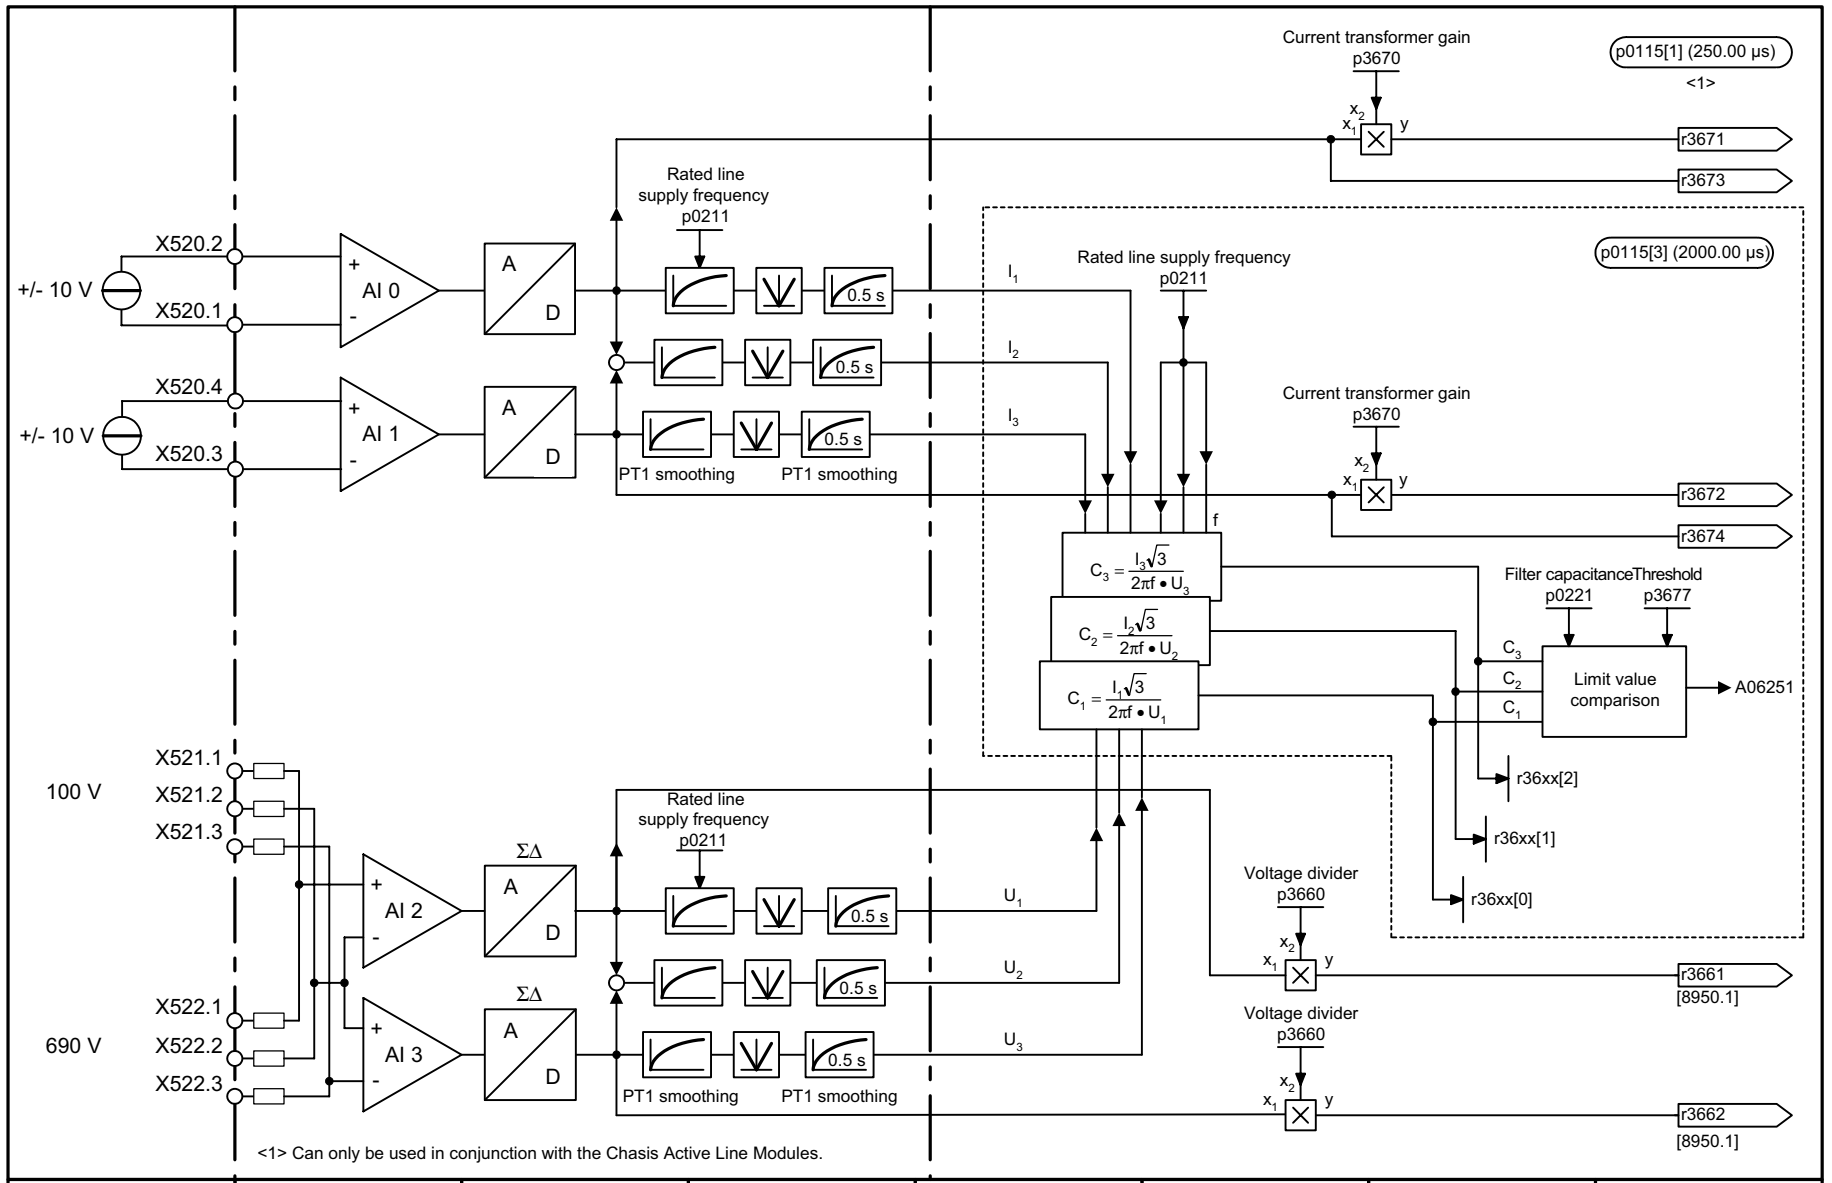 Current transformer gain
p3670
p0115[1] (250.00 µs)
<1>
x2
x1
y
r3671
r3673
Rated line
supply frequency
p0211
p0115[3] (2000.00 µs)
Rated line supply frequency
p0211
X520.2
+/- 10 V
X520.1
+
AI 0
-
A
D
0.5 s
I1
0.5 s
I2
X520.4
+/- 10 V
X520.3
+
AI 1
-
A
D
0.5 s
I3
PT1 smoothing
PT1 smoothing
Current transformer gain
p3670
x2
x1
y
r3672
r3674
f
C3 = I3√3 / 2πf • U3
C2 = I2√3 / 2πf • U2
C1 = I1√3 / 2πf • U1
Filter capacitance Threshold
p0221
p3677
C3
C2
C1
Limit value
comparison
A06251
r36xx[2]
r36xx[1]
r36xx[0]
100 V
X521.1
X521.2
X521.3
Rated line
supply frequency
p0211
ΣΔ
+
AI 2
-
A
D
0.5 s
U1
0.5 s
U2
690 V
X522.1
X522.2
X522.3
ΣΔ
+
AI 3
-
A
D
0.5 s
U3
PT1 smoothing
PT1 smoothing
Voltage divider
p3660
x2
x1
y
r3661
[8950.1]
Voltage divider
p3660
x2
x1
y
r3662
[8950.1]
<1> Can only be used in conjunction with the Chasis Active Line Modules.